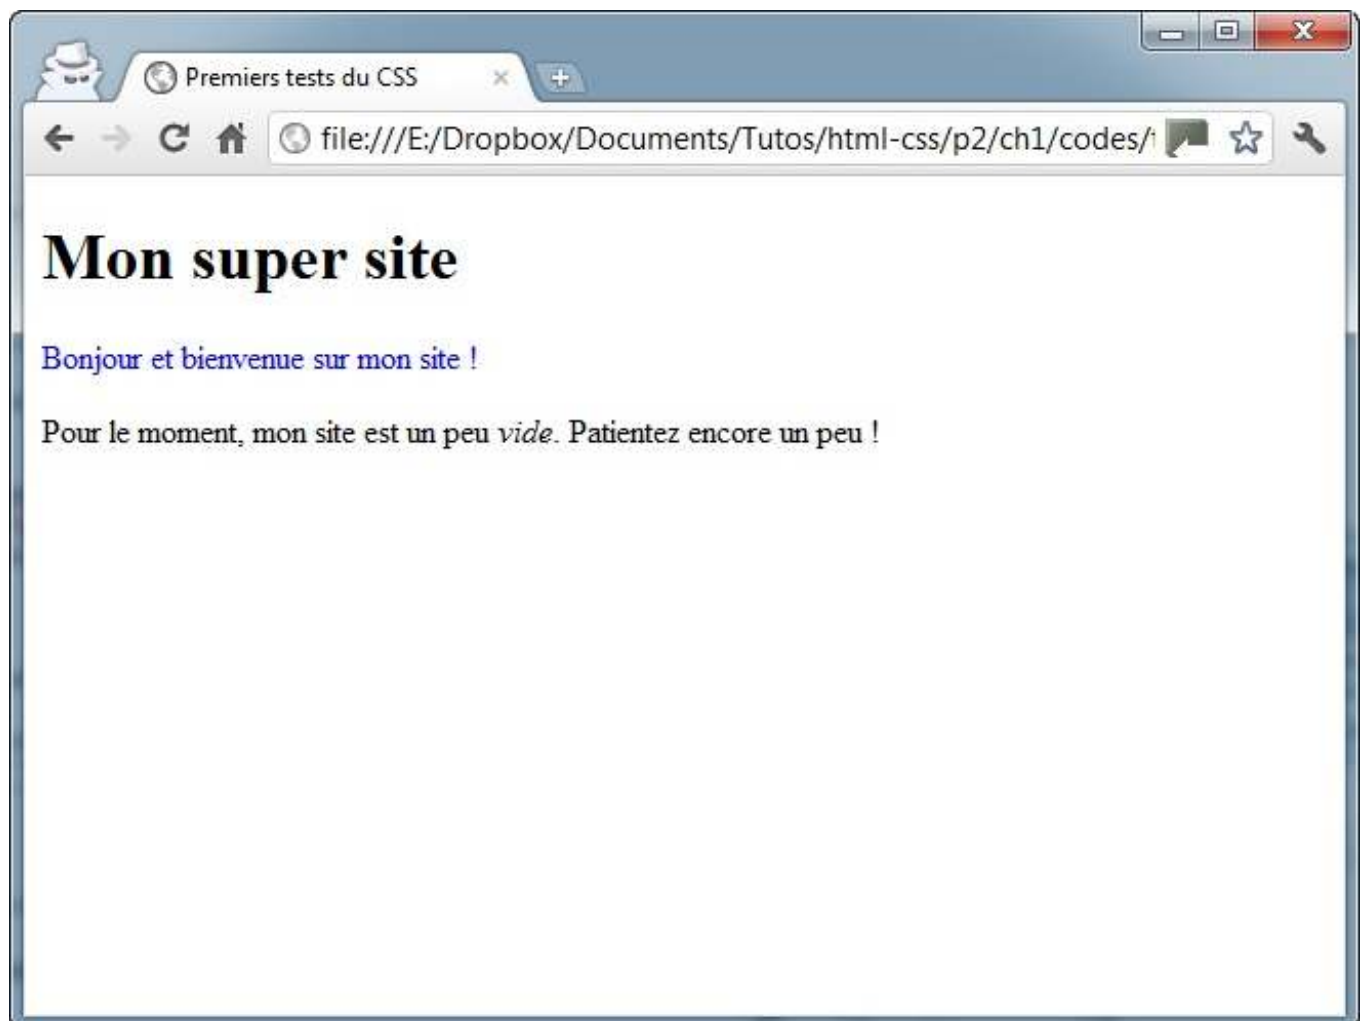 Premiers tests du CSS
file:///E:/Dropbox/Documents/Tutos/html-css/p2/ch1/codes/
Mon super site
Bonjour et bienvenue sur mon site !
Pour le moment, mon site est un peu vide. Patientez encore un peu !